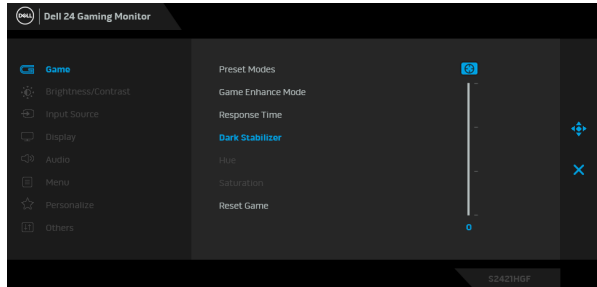 DELL
Dell 24 Gaming Monitor
Game
Brightness/Contrast
Input Source
Display
Audio
Menu
Personalize
Others
Preset Modes
Game Enhance Mode
Response Time
Dark Stabilizer
Hue
Saturation
Reset Game
0
S2421HGF